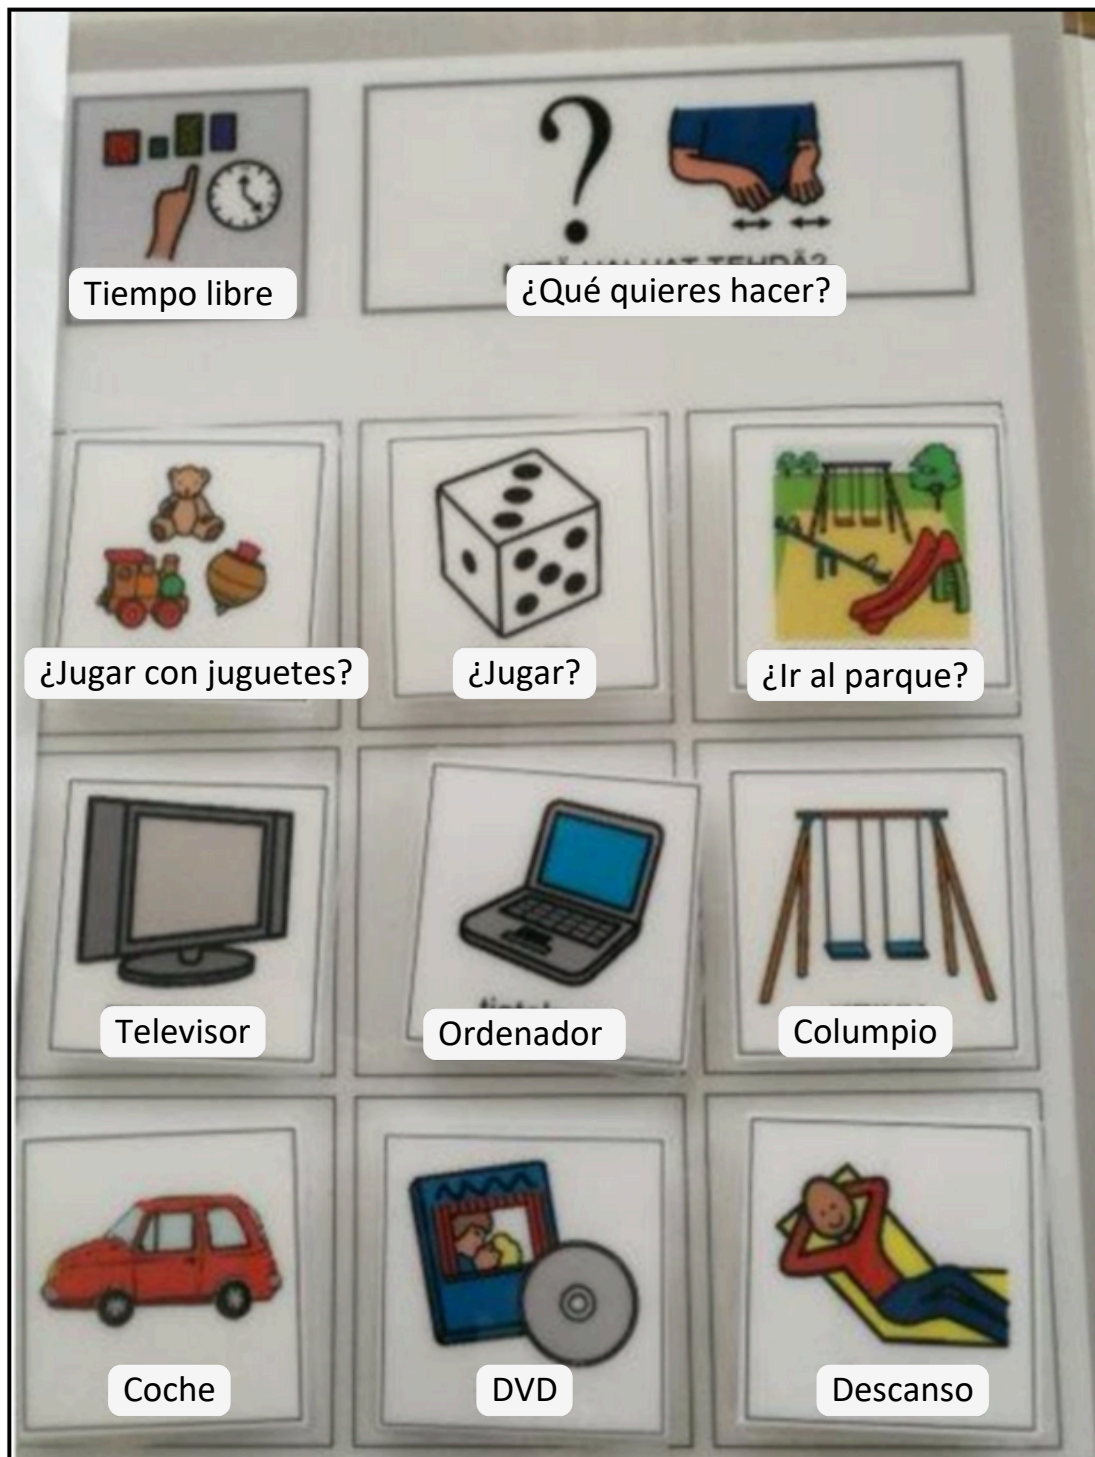 Tiempo libre
¿Qué quieres hacer?
¿Jugar con juguetes?
¿Jugar?
¿Ir al parque?
Televisor
Ordenador
Columpio
Coche
DVD
Descanso